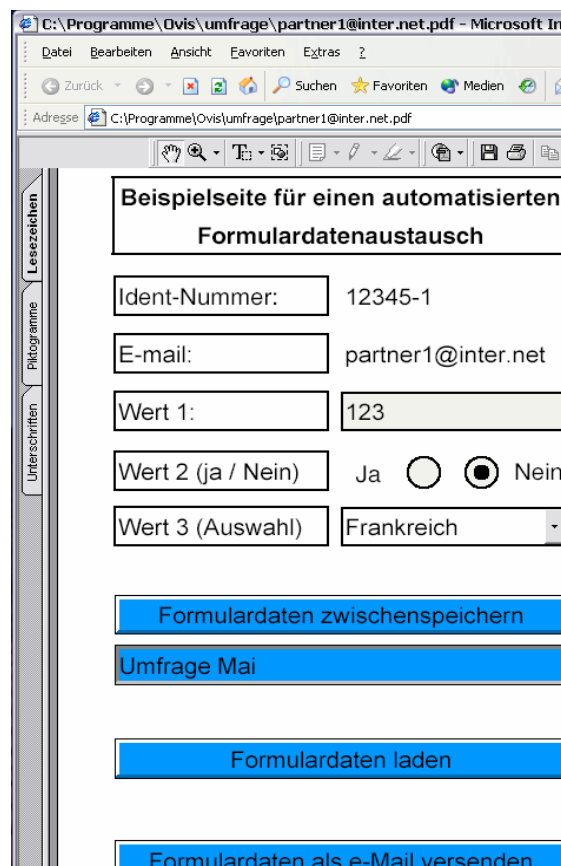 C:\Programme\Ovis\umfrage\partner1@inter.net.pdf - Microsoft In
Datei Bearbeiten Ansicht Favoriten Extras ?
Zurück Suchen Favoriten Medien
Adresse C:\Programme\Ovis\umfrage\partner1@inter.net.pdf
Lesezeichen
Piktogramme
Unterschriften
Beispielseite für einen automatisierten
Formulardatenaustausch
Ident-Nummer: 12345-1
E-mail: partner1@inter.net
Wert 1: 123
Wert 2 (ja / Nein) Ja Nein
Wert 3 (Auswahl) Frankreich
Formulardaten zwischenspeichern
Umfrage Mai
Formulardaten laden
Formulardaten als e-Mail versenden